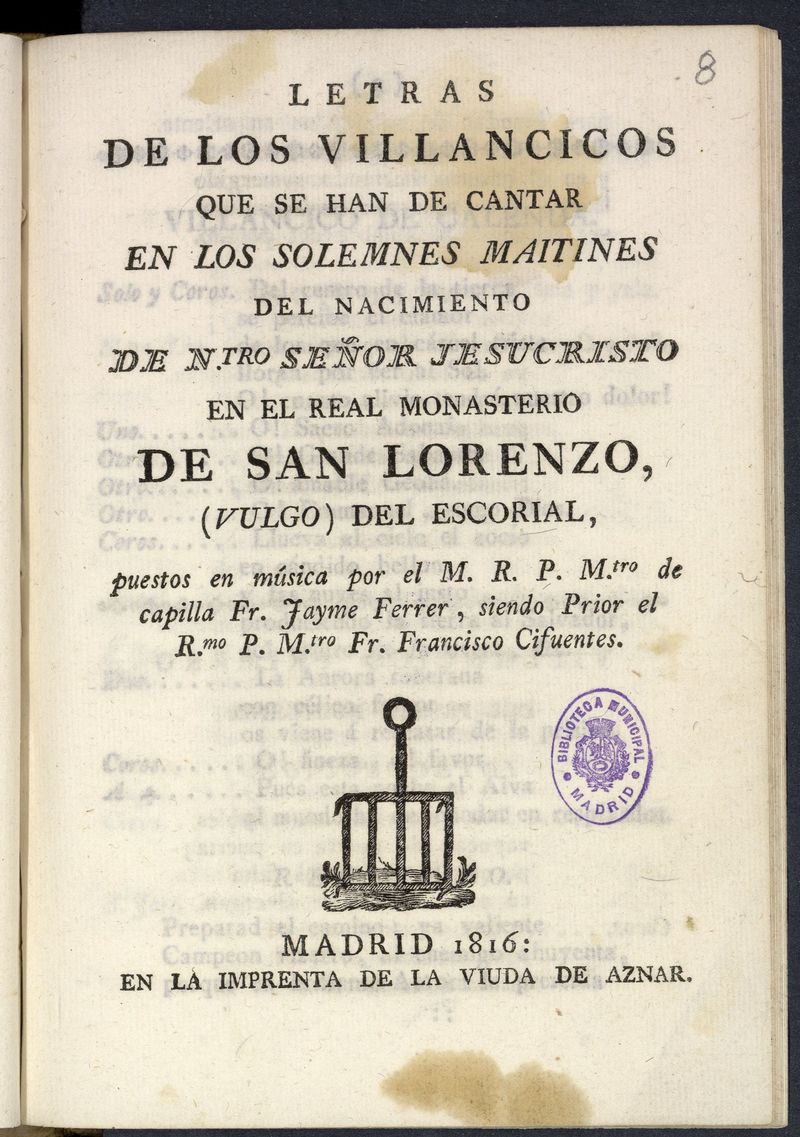 8
LETRAS
DE LOS VILLANCICOS
QUE SE HAN DE CANTAR
EN LOS SOLEMNES MAITINES
DEL NACIMIENTO
DE N.TRO SEÑOR JESUCRISTO
EN EL REAL MONASTERIO
DE SAN LORENZO,
(VULGO) DEL ESCORIAL,
puestos en música por el M. R. P. M.tro de
capilla Fr. Jayme Ferrer, siendo Prior el
R.mo P. M.tro Fr. Francisco Cifuentes.
BIBLIOTECA MUNICIPAL
MADRID
MADRID 1816:
EN LA IMPRENTA DE LA VIUDA DE AZNAR.